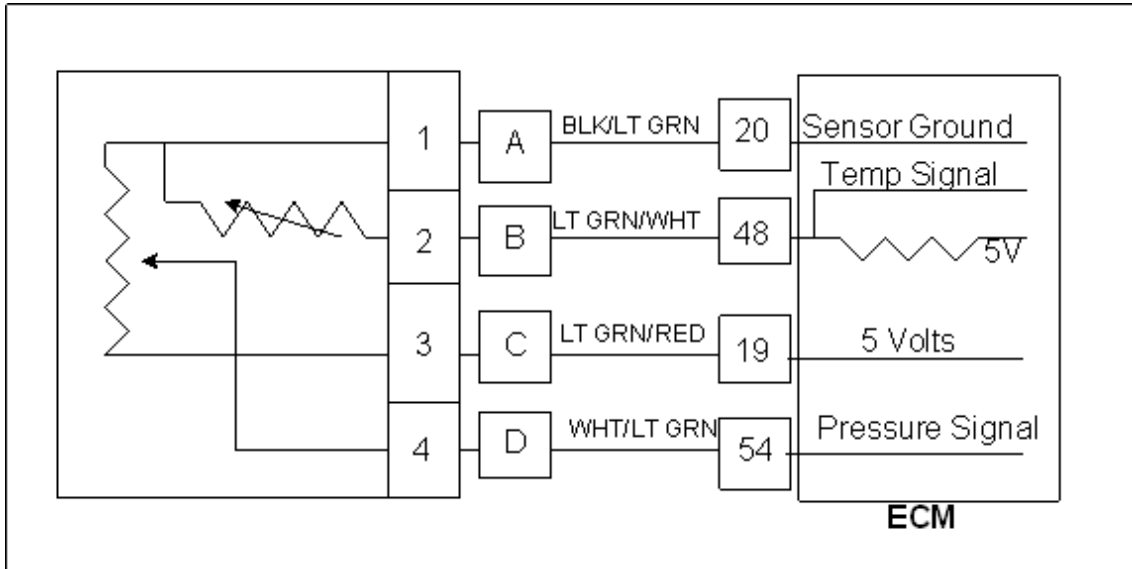 1 A BLK/LT GRN 20 Sensor Ground
Temp Signal
2 B LT GRN/WHT 48 5V
3 C LT GRN/RED 19 5 Volts
4 D WHT/LT GRN 54 Pressure Signal
ECM